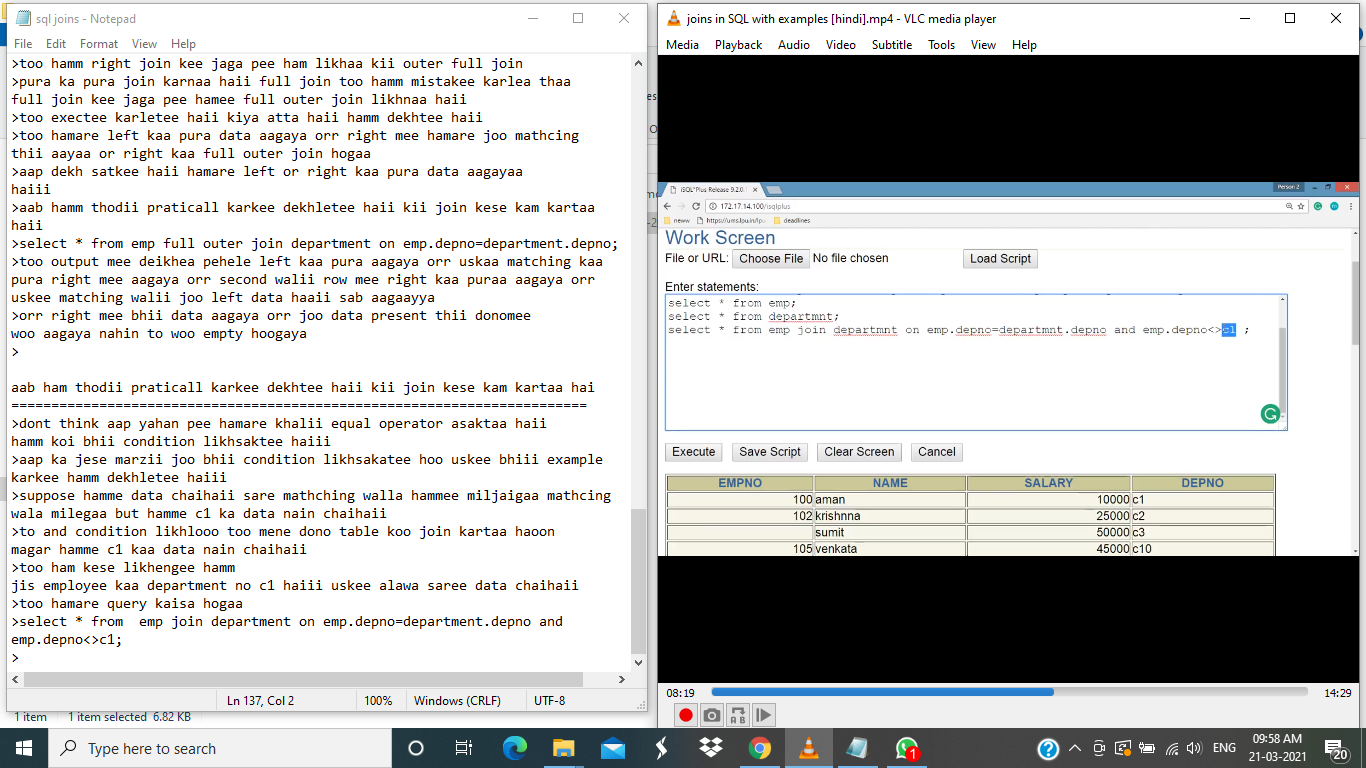 sql joins - Notepad
File Edit Format View Help
>too hamm right join kee jaga pee ham likhaa kii outer full join
>pura ka pura join karnaa haii full join too hamm mistakee karlea thaa
full join kee jaga pee hamee full outer join likhnaa haii
>too exectee karletee haii kiya atta haii hamm dekhtee haii
>too hamare left kaa pura data aagaya orr right mee hamare joo mathcing
thii aayaa or right kaa full outer join hogaa
>aap dekh satkee haii hamare left or right kaa pura data aagayaa
haiii
>aab hamm thodii praticall karkee dekhletee haii kii join kese kam kartaa
haii
>select * from emp full outer join department on emp.depno=department.depno;
>too output mee deikhea pehele left kaa pura aagaya orr uskaa matching kaa
pura right mee aagaya orr second walii row mee right kaa puraa aagaya orr
uskee matching walii joo left data haaii sab aagaayya
>orr right mee bhii data aagaya orr joo data present thii donomee
woo aagaya nahin to woo empty hoogaya
>
aab ham thodii praticall karkee dekhtee haii kii join kese kam kartaa hai
========================================================================
>dont think aap yahan pee hamare khalii equal operator asaktaa haii
hamm koi bhii condition likhsaktee haiii
>aap ka jese marzii joo bhii condition likhsakatee hoo uskee bhiii example
karkee hamm dekhletee haiii
>suppose hamme data chaihaii sare mathching walla hammee miljaigaa mathcing
wala milegaa but hamme c1 ka data nain chaihaii
>to and condition likhlooo too mene dono table koo join kartaa haoon
magar hamme c1 kaa data nain chaihaii
>too ham kese likhengee hamm
jis employee kaa department no c1 haiii uskee alawa saree data chaihaii
>too hamare query kaisa hogaa
>select * from  emp join department on emp.depno=department.depno and
emp.depno<>c1;
>
Ln 137, Col 2 100% Windows (CRLF) UTF-8
1 item 1 item selected 6.82 KB
joins in SQL with examples [hindi].mp4 - VLC media player
Media Playback Audio Video Subtitle Tools View Help
iSQL*Plus Release 9.2.0.
Person 2
172.17.14.100/isqlplus
neww https://ums.lpu.in/lpu deadlines
Work Screen
File or URL: Choose File No file chosen Load Script
Enter statements:
select * from emp;
select * from departmnt;
select * from emp join departmnt on emp.depno=departmnt.depno and emp.depno<>c1 ;
Execute Save Script Clear Screen Cancel
EMPNO NAME SALARY DEPNO
100 aman 10000 c1
102 krishnna 25000 c2
sumit 50000 c3
105 venkata 45000 c10
08:19 14:29
Type here to search
1
ENG
09:58 AM
21-03-2021
20